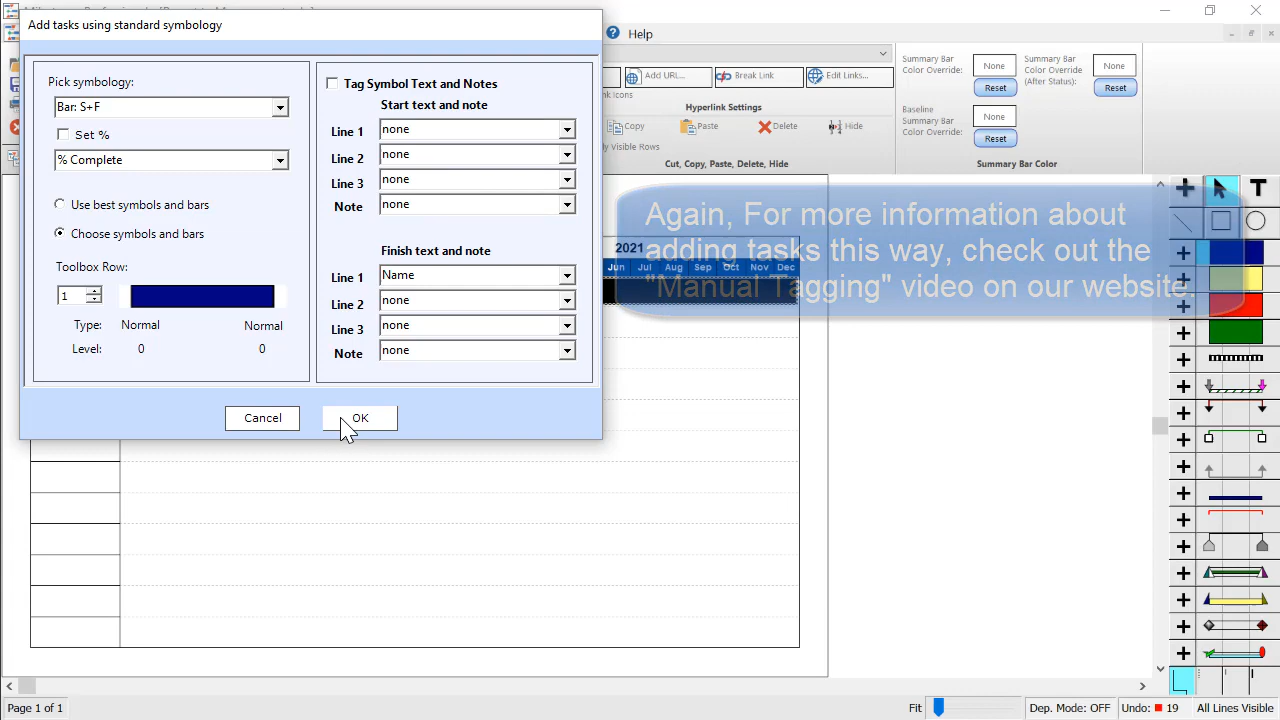 Add tasks using standard symbology
Help
Pick symbology:
Bar: S+F
Set %
% Complete
Use best symbols and bars
Choose symbols and bars
Toolbox Row:
1
Type: Normal Normal
Level: 0 0
Tag Symbol Text and Notes
Start text and note
Line 1 none
Line 2 none
Line 3 none
Note none
Finish text and note
Line 1 Name
Line 2 none
Line 3 none
Note none
Cancel OK
Add URL... Break Link Edit Links...
nk Icons
Hyperlink Settings
Copy Paste Delete Hide
ly Visible Rows
Cut, Copy, Paste, Delete, Hide
Summary Bar
Color Override:
None
Reset
Summary Bar
Color Override
(After Status):
None
Reset
Baseline
Summary Bar
Color Override:
None
Reset
Summary Bar Color
Again, For more information about
adding tasks this way, check out the
"Manual Tagging" video on our website.
2021
Jun Jul Aug Sep Oct Nov Dec
T
Page 1 of 1
Fit
Dep. Mode: OFF
Undo: 19
All Lines Visible